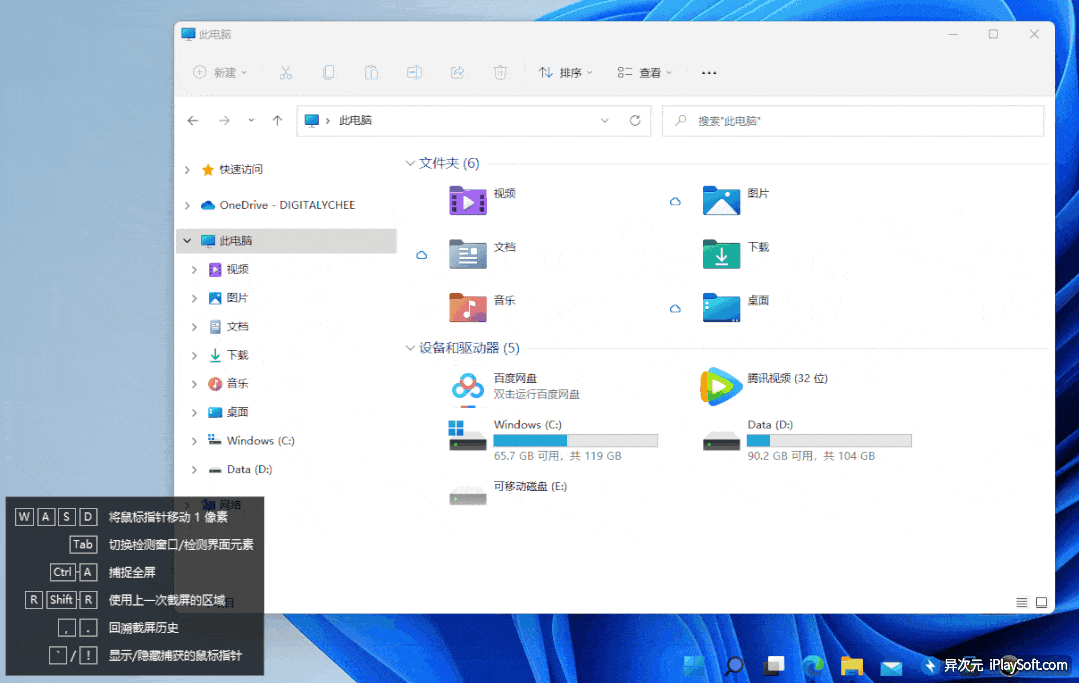 此电脑
新建
排序
查看
此电脑
搜索"此电脑"
快速访问
OneDrive - DIGITALYCHEE
此电脑
视频
图片
文档
下载
音乐
桌面
Windows (C:)
Data (D:)
网络
文件夹 (6)
视频
图片
文档
下载
音乐
桌面
设备和驱动器 (5)
百度网盘
双击运行百度网盘
腾讯视频 (32 位)
Windows (C:)
65.7 GB 可用，共 119 GB
Data (D:)
90.2 GB 可用，共 104 GB
可移动磁盘 (E:)
W A S D 将鼠标指针移动 1 像素
Tab 切换检测窗口/检测界面元素
Ctrl-A 捕捉全屏
R Shift-R 使用上一次截屏的区域
, . 回溯截屏历史
` / ! 显示/隐藏捕获的鼠标指针
异次元 iPlaySoft.com